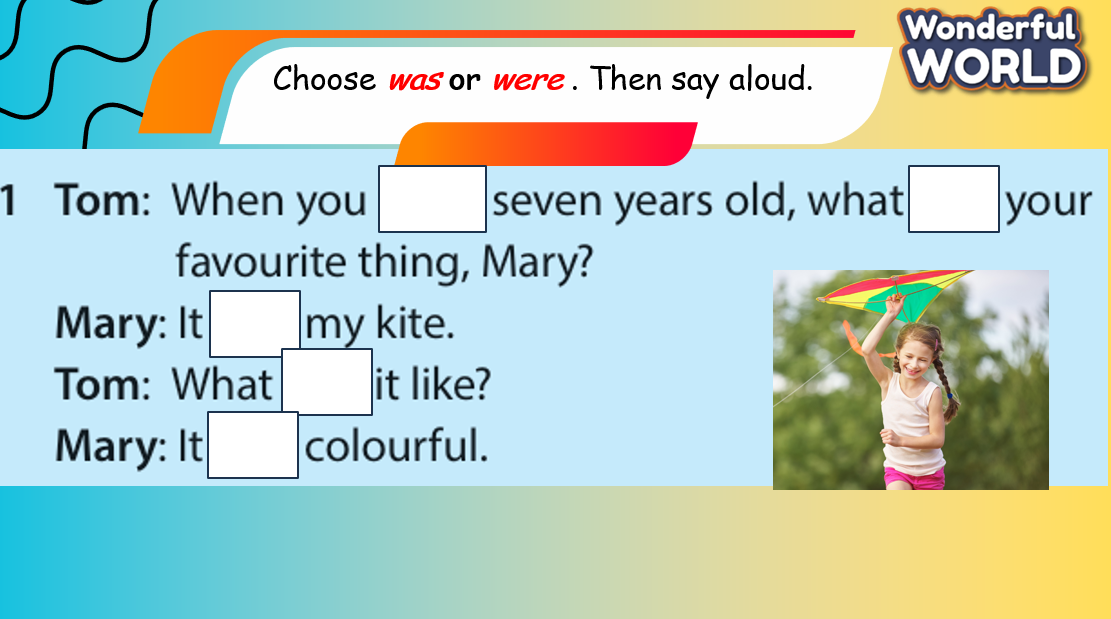 Wonderful
WORLD
Choose was or were . Then say aloud.
1 Tom: When you seven years old, what your
favourite thing, Mary?
Mary: It my kite.
Tom: What it like?
Mary: It colourful.